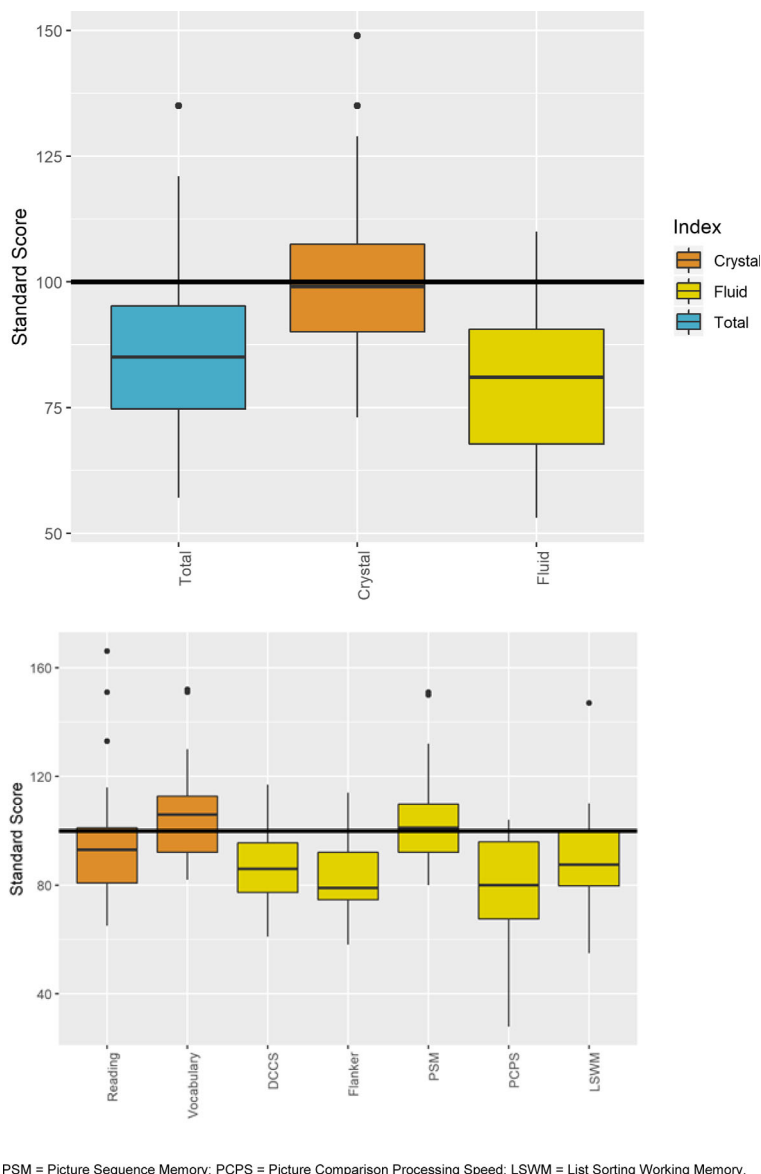 150
125
100
75
50
Standard Score
Total
Crystal
Fluid
Index
Crystal
Fluid
Total
160
120
80
40
Standard Score
Reading
Vocabulary
DCCS
Flanker
PSM
PCPS
LSWM
PSM = Picture Sequence Memory; PCPS = Picture Comparison Processing Speed; LSWM = List Sorting Working Memory.